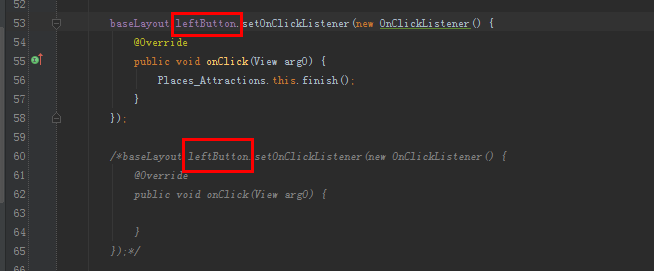 52
53 baseLayout.leftButton.setOnClickListener(new OnClickListener() {
54 @Override
55 public void onClick(View arg0) {
56 Places_Attractions.this.finish();
57 }
58 });
59
60 /*baseLayout.leftButton.setOnClickListener(new OnClickListener() {
61 @Override
62 public void onClick(View arg0) {
63
64 }
65 });*/
66